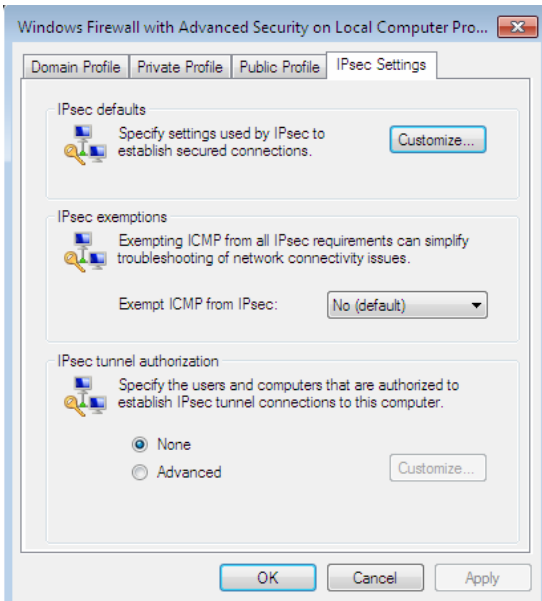 Windows Firewall with Advanced Security on Local Computer Pro...
Domain Profile Private Profile Public Profile IPsec Settings
IPsec defaults
Specify settings used by IPsec to
establish secured connections.
Customize...
IPsec exemptions
Exempting ICMP from all IPsec requirements can simplify
troubleshooting of network connectivity issues.
Exempt ICMP from IPsec: No (default)
IPsec tunnel authorization
Specify the users and computers that are authorized to
establish IPsec tunnel connections to this computer.
None
Advanced Customize...
OK Cancel Apply